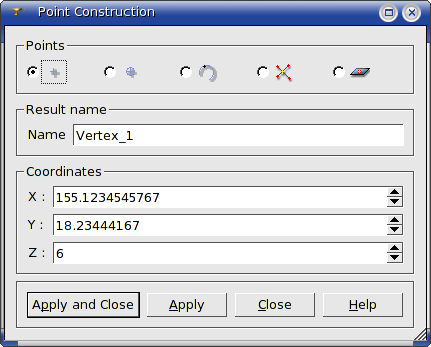 Point Construction
Points
Result name
Name Vertex_1
Coordinates
X : 155.1234545767
Y : 18.23444167
Z : 6
Apply and Close Apply Close Help